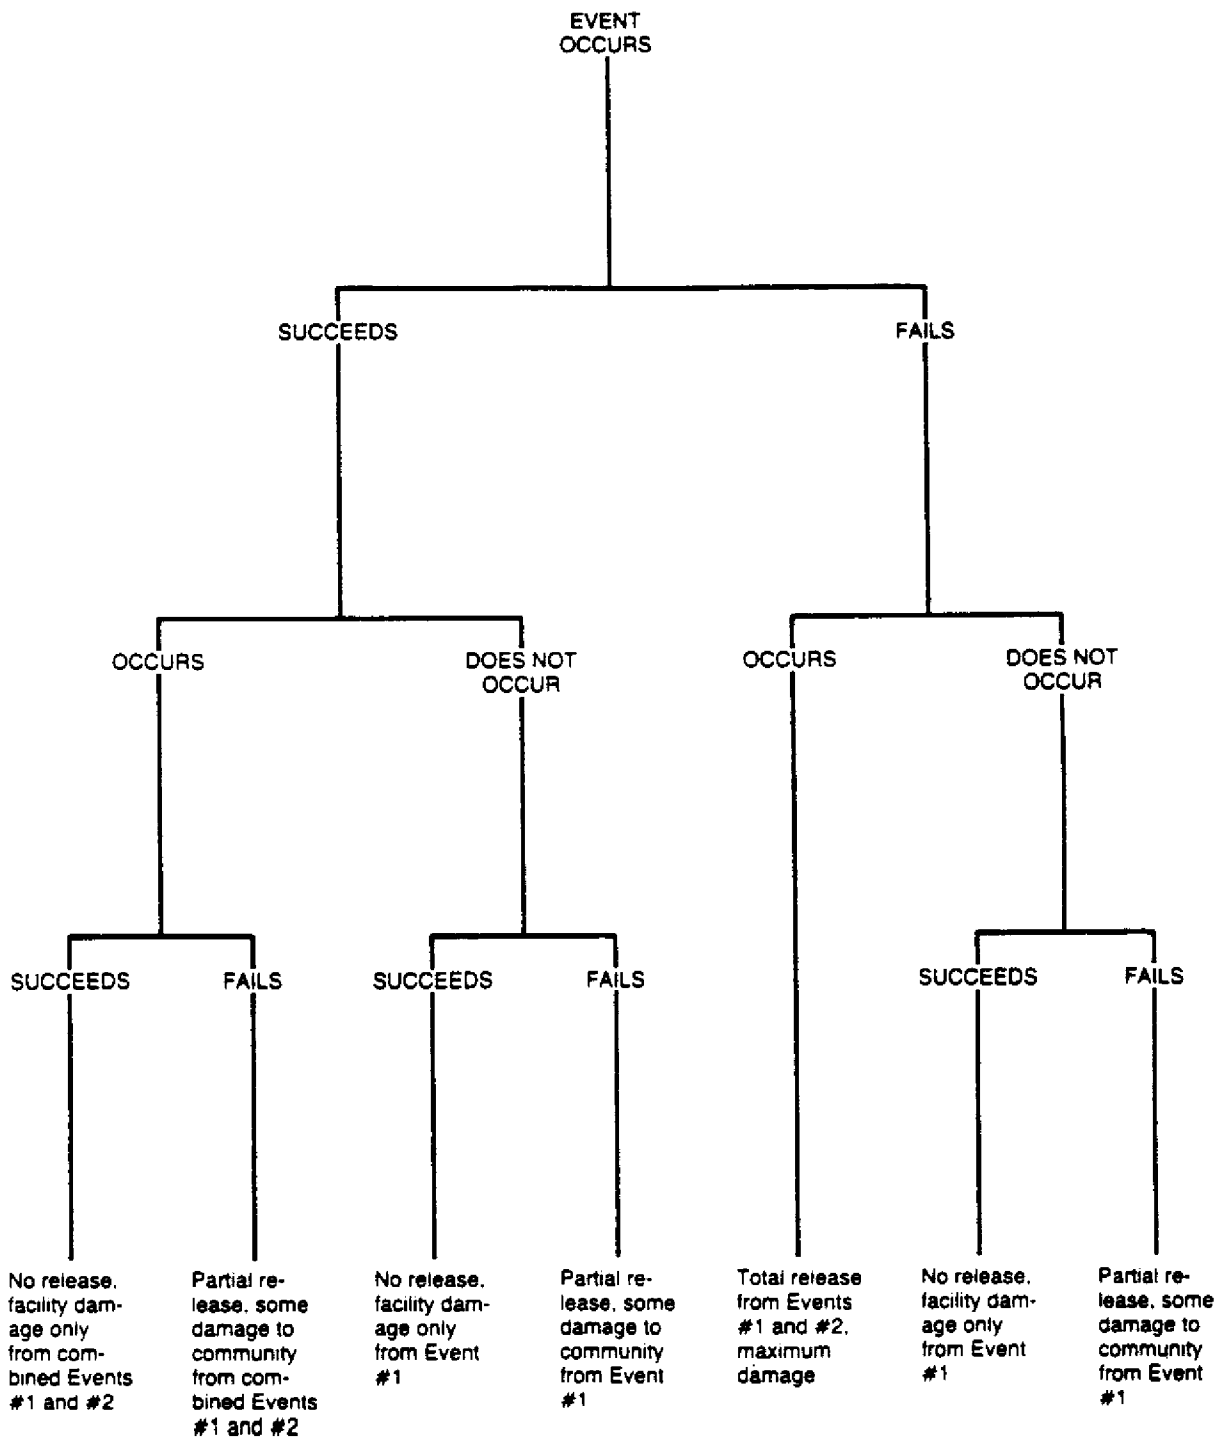 EVENT
OCCURS
SUCCEEDS
FAILS
OCCURS
DOES NOT
OCCUR
OCCURS
DOES NOT
OCCUR
SUCCEEDS
FAILS
SUCCEEDS
FAILS
SUCCEEDS
FAILS
No release,
facility dam-
age only
from com-
bined Events
#1 and #2
Partial re-
lease, some
damage to
community
from com-
bined Events
#1 and #2
No release,
facility dam-
age only
from Event
#1
Partial re-
lease, some
damage to
community
from Event
#1
Total release
from Events
#1 and #2,
maximum
damage
No release,
facility dam-
age only
from Event
#1
Partial re-
lease, some
damage to
community
from Event
#1